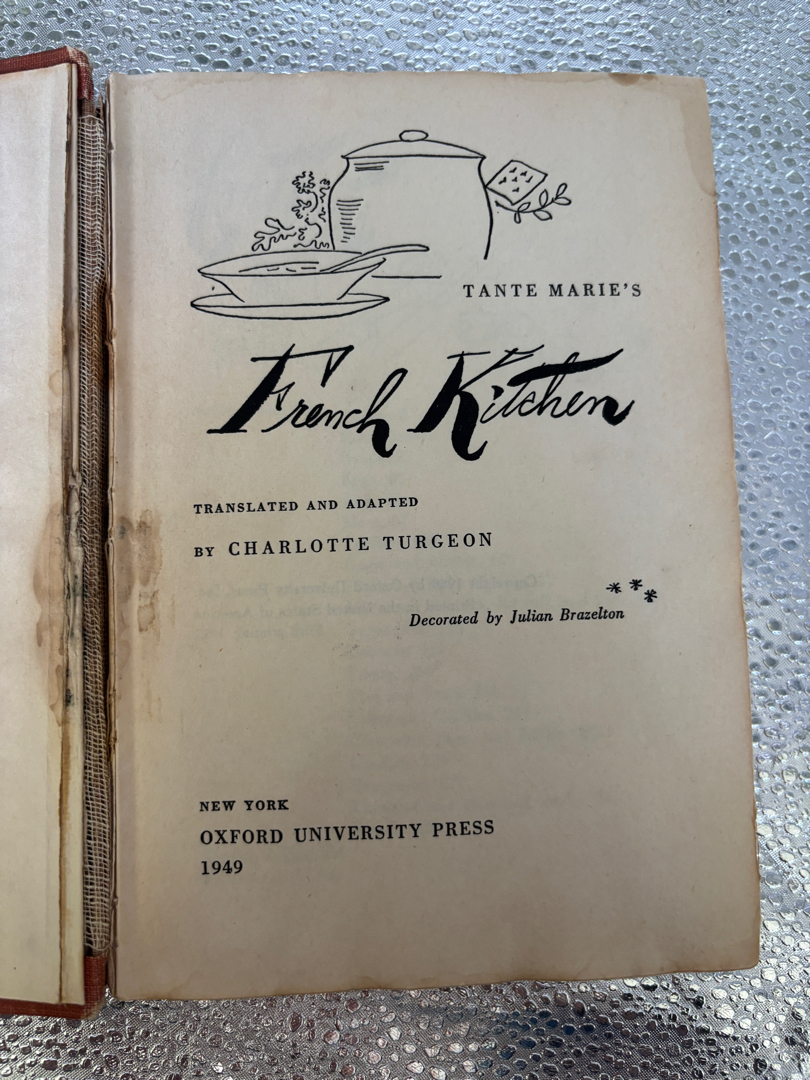 TANTE MARIE'S
French Kitchen
TRANSLATED AND ADAPTED
BY CHARLOTTE TURGEON
Decorated by Julian Brazelton
NEW YORK
OXFORD UNIVERSITY PRESS
1949